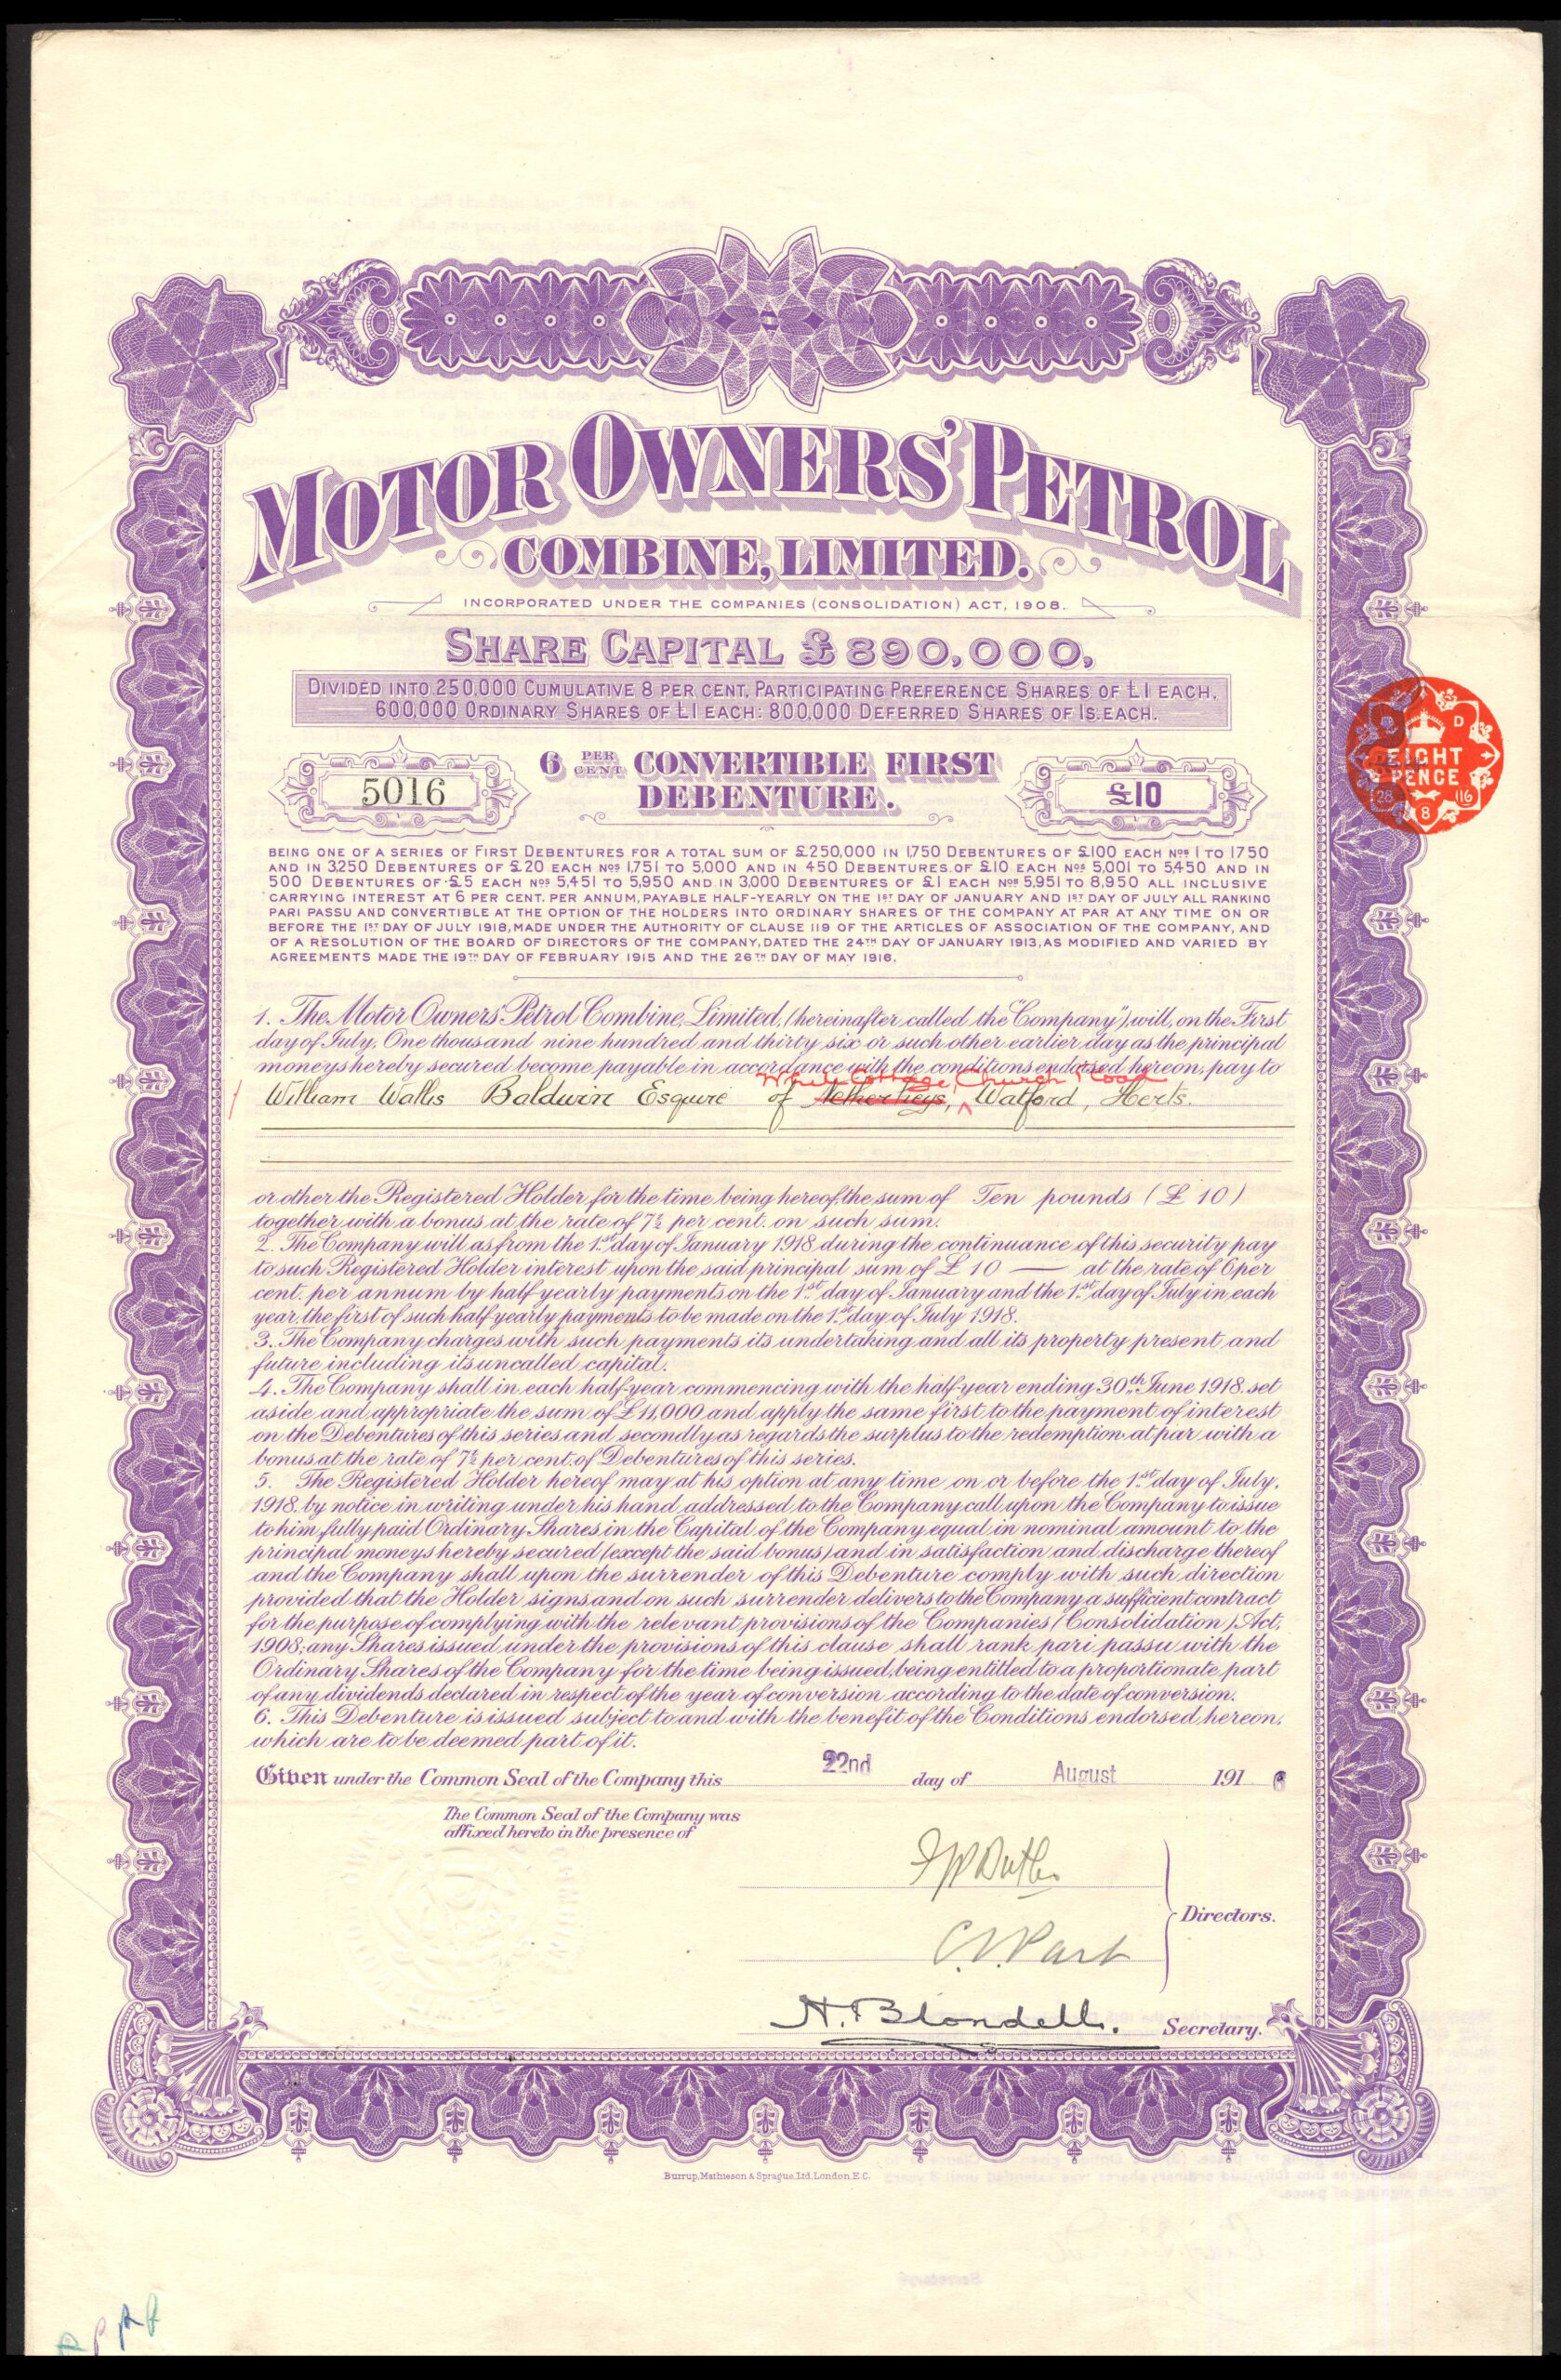 MOTOR OWNERS' PETROL
COMBINE, LIMITED.
INCORPORATED UNDER THE COMPANIES (CONSOLIDATION) ACT, 1908.
SHARE CAPITAL £890,000,
DIVIDED INTO 250,000 CUMULATIVE 8 PER CENT. PARTICIPATING PREFERENCE SHARES OF £1 EACH.
600,000 ORDINARY SHARES OF £1 EACH: 800,000 DEFERRED SHARES OF 1S. EACH.
5016
6 PER CENT CONVERTIBLE FIRST
DEBENTURE.
£10
D
EIGHT
PENCE
28 8 116
BEING ONE OF A SERIES OF FIRST DEBENTURES FOR A TOTAL SUM OF £250,000 IN 1,750 DEBENTURES OF £100 EACH Nos 1 TO 1750
AND IN 3,250 DEBENTURES OF £20 EACH Nos 1,751 TO 5,000 AND IN 450 DEBENTURES OF £10 EACH Nos 5,001 TO 5,450 AND IN
500 DEBENTURES OF £5 EACH Nos 5,451 TO 5,950 AND IN 3,000 DEBENTURES OF £1 EACH Nos 5,951 TO 8,950 ALL INCLUSIVE
CARRYING INTEREST AT 6 PER CENT. PER ANNUM, PAYABLE HALF-YEARLY ON THE 1ST DAY OF JANUARY AND 1ST DAY OF JULY ALL RANKING
PARI PASSU AND CONVERTIBLE AT THE OPTION OF THE HOLDERS INTO ORDINARY SHARES OF THE COMPANY AT PAR AT ANY TIME ON OR
BEFORE THE 1ST DAY OF JULY 1918, MADE UNDER THE AUTHORITY OF CLAUSE 119 OF THE ARTICLES OF ASSOCIATION OF THE COMPANY, AND
OF A RESOLUTION OF THE BOARD OF DIRECTORS OF THE COMPANY, DATED THE 24TH DAY OF JANUARY 1913, AS MODIFIED AND VARIED BY
AGREEMENTS MADE THE 19TH DAY OF FEBRUARY 1915 AND THE 26TH DAY OF MAY 1916.
1. The Motor Owners' Petrol Combine, Limited, (hereinafter called the "Company") will, on the First
day of July, One thousand nine hundred and thirty six or such other earlier day as the principal
moneys hereby secured become payable in accordance with the conditions endorsed hereon, pay to
White Cottage, Church Road
William Wallis Baldwin Esquire of Netherheys, Watford, Herts.
or other the Registered Holder for the time being hereof, the sum of Ten pounds (£ 10)
together with a bonus at the rate of 7½ per cent. on such sum.
2. The Company will as from the 1st day of January 1918 during the continuance of this security pay
to such Registered Holder interest upon the said principal sum of £ 10 — at the rate of 6 per
cent. per annum by half-yearly payments on the 1st day of January and the 1st day of July in each
year, the first of such half yearly payments to be made on the 1st day of July 1918.
3. The Company charges with such payments its undertaking and all its property present and
future including its uncalled capital.
4. The Company shall in each half-year commencing with the half-year ending 30th June 1918 set
aside and appropriate the sum of £11,000 and apply the same first to the payment of interest
on the Debentures of this series and secondly as regards the surplus to the redemption at par with a
bonus at the rate of 7½ per cent. of Debentures of this series.
5. The Registered Holder hereof may at his option at any time on or before the 1st day of July,
1918, by notice in writing under his hand addressed to the Company call upon the Company to issue
to him fully paid Ordinary Shares in the Capital of the Company equal in nominal amount to the
principal moneys hereby secured (except the said bonus) and in satisfaction and discharge thereof
and the Company shall upon the surrender of this Debenture comply with such direction
provided that the Holder signs and on such surrender delivers to the Company a sufficient contract
for the purpose of complying with the relevant provisions of the Companies (Consolidation) Act,
1908; any Shares issued under the provisions of this clause shall rank pari passu with the
Ordinary Shares of the Company for the time being issued, being entitled to a proportionate part
of any dividends declared in respect of the year of conversion according to the date of conversion.
6. This Debenture is issued subject to and with the benefit of the Conditions endorsed hereon,
which are to be deemed part of it.
Given under the Common Seal of the Company this 22nd day of August 1916
The Common Seal of the Company was
affixed hereto in the presence of
Directors.
H. Blondell. Secretary.
Burrup, Mathieson & Sprague, Ltd. London. E.C.